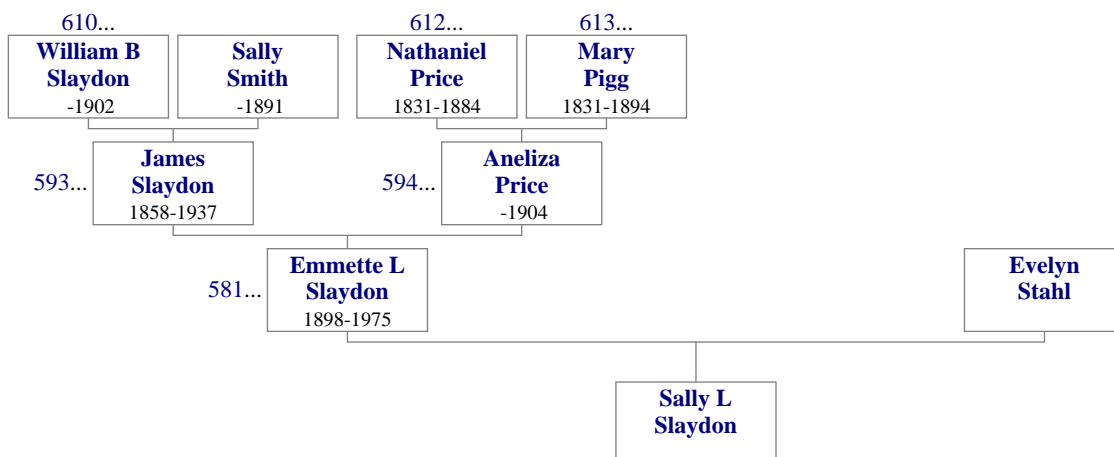 610... 612... 613...
William B Sally Nathaniel Mary
Slaydon Smith Price Pigg
-1902 -1891 1831-1884 1831-1894
James Aneliza
593... Slaydon 594... Price
1858-1937 -1904
Emmette L Evelyn
581... Slaydon Stahl
1898-1975
Sally L
Slaydon